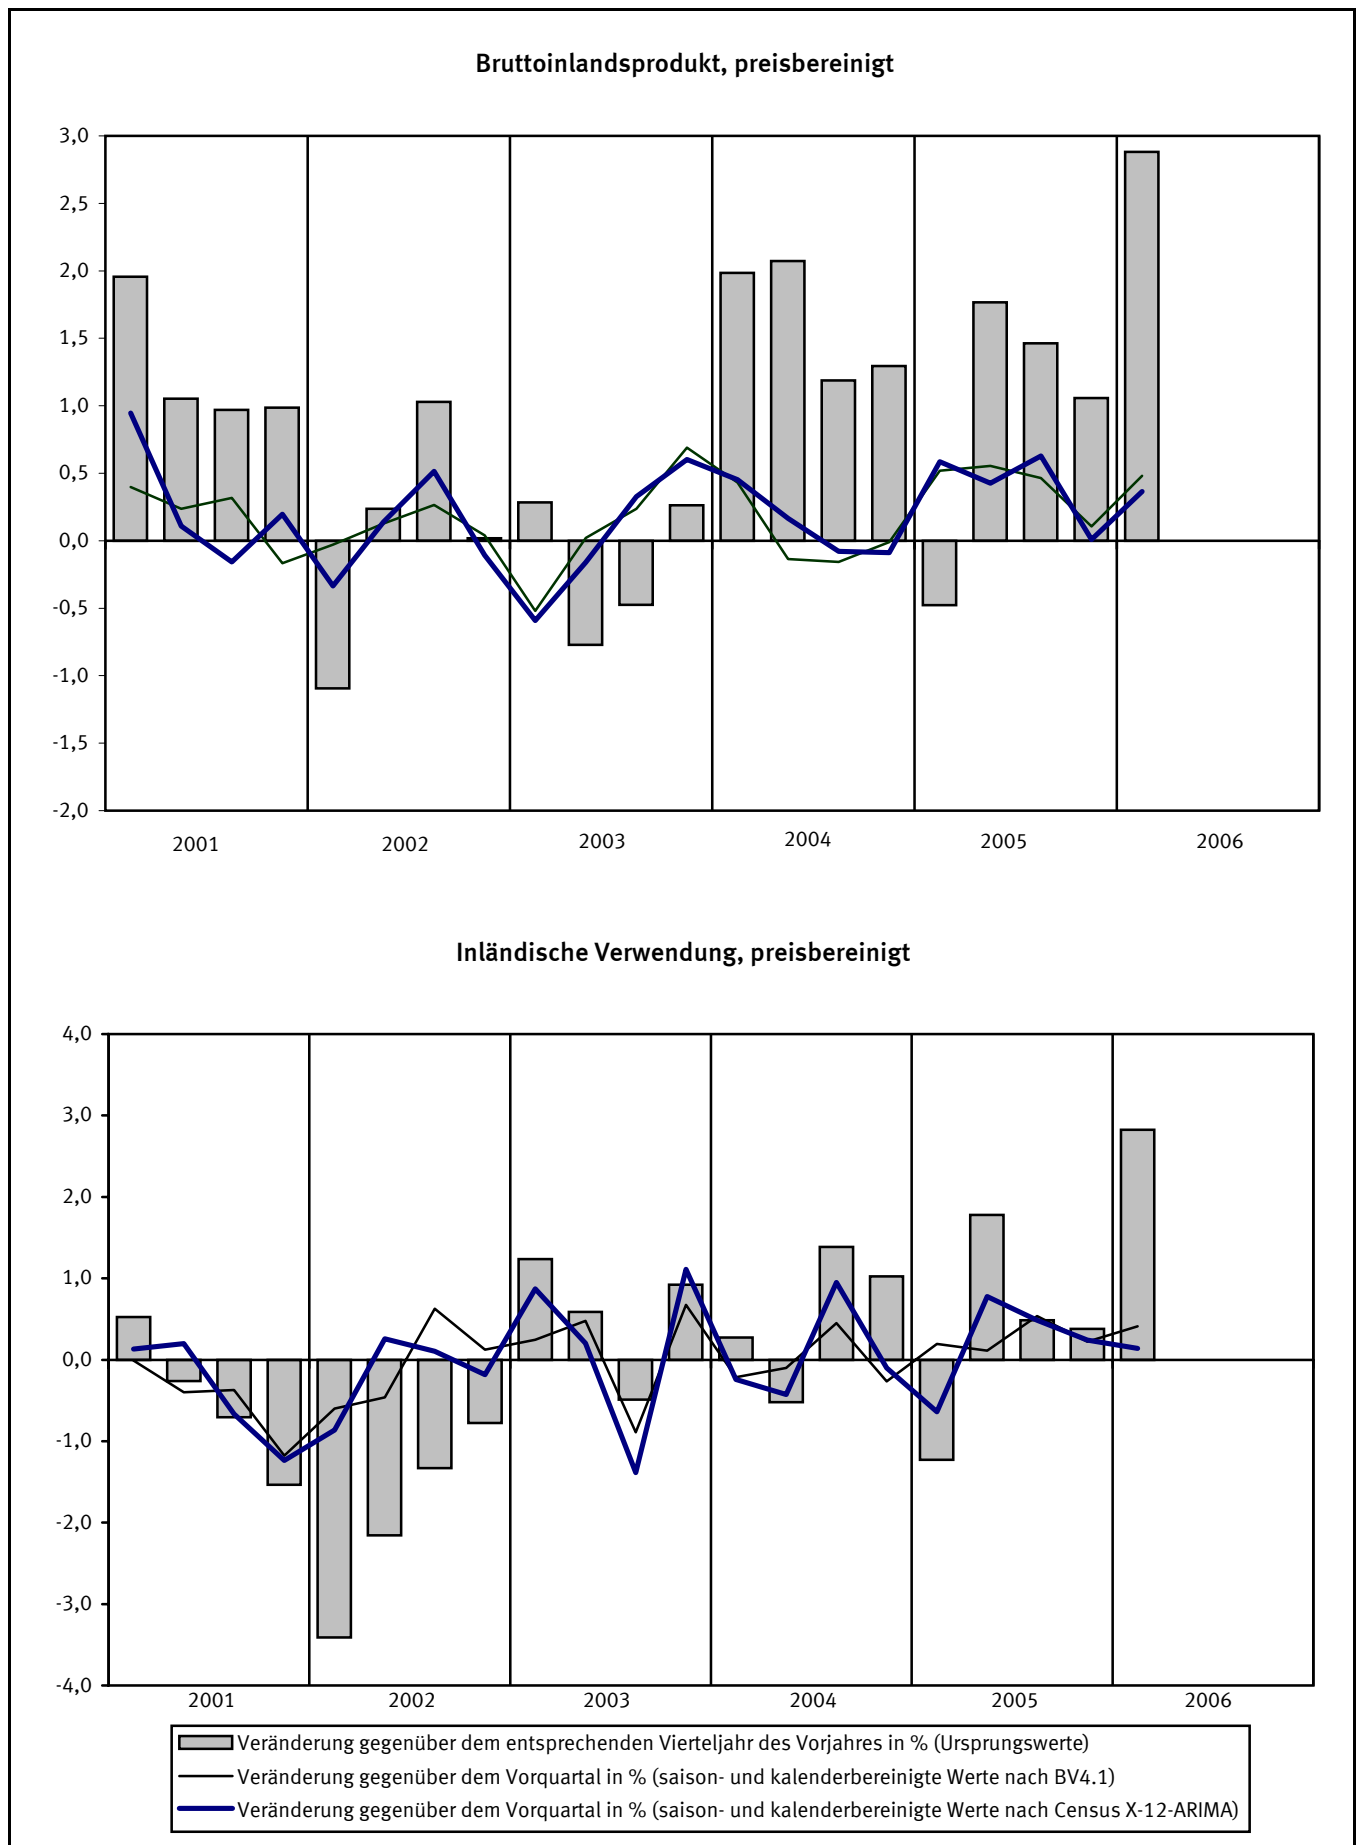 Bruttoinlandsprodukt, preisbereinigt
3,0
2,5
2,0
1,5
1,0
0,5
0,0
-0,5
-1,0
-1,5
-2,0
2001 2002 2003 2004 2005 2006
Inländische Verwendung, preisbereinigt
4,0
3,0
2,0
1,0
0,0
-1,0
-2,0
-3,0
-4,0
2001 2002 2003 2004 2005 2006
Veränderung gegenüber dem entsprechenden Vierteljahr des Vorjahres in % (Ursprungswerte)
Veränderung gegenüber dem Vorquartal in % (saison- und kalenderbereinigte Werte nach BV4.1)
Veränderung gegenüber dem Vorquartal in % (saison- und kalenderbereinigte Werte nach Census X-12-ARIMA)